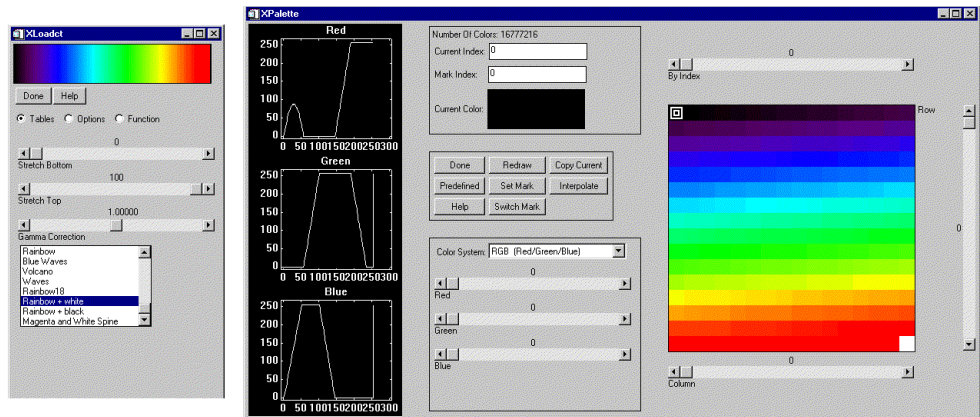 XLoadct
Done Help
Tables Options Function
0
Stretch Bottom
100
Stretch Top
1.00000
Gamma Correction
Rainbow
Blue Waves
Volcano
Waves
Rainbow18
Rainbow + white
Rainbow + black
Magenta and White Spine
XPalette
Red
250
200
150
100
50
0
0 50 100150200250300
Green
250
200
150
100
50
0
0 50 100150200250300
Blue
250
200
150
100
50
0
0 50 100150200250300
Number Of Colors: 16777216
Current Index: 0
Mark Index: 0
Current Color:
Done Redraw Copy Current
Predefined Set Mark Interpolate
Help Switch Mark
Color System: RGB (Red/Green/Blue)
0
Red
0
Green
0
Blue
0
By Index
Row
0
0
Column